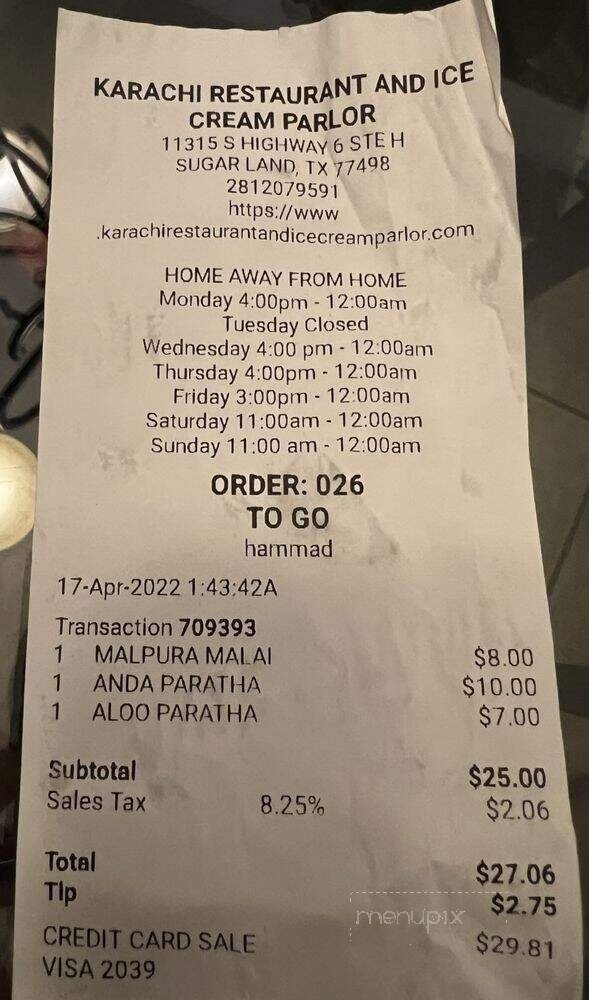 KARACHI RESTAURANT AND ICE
CREAM PARLOR
11315 S HIGHWAY 6 STE H
SUGAR LAND, TX 77498
2812079591
https://www
.karachirestaurantandicecreamparlor.com
HOME AWAY FROM HOME
Monday 4:00pm - 12:00am
Tuesday Closed
Wednesday 4:00 pm - 12:00am
Thursday 4:00pm - 12:00am
Friday 3:00pm - 12:00am
Saturday 11:00am - 12:00am
Sunday 11:00 am - 12:00am
ORDER: 026
TO GO
hammad
17-Apr-2022 1:43:42A
Transaction 709393
1 MALPURA MALAI $8.00
1 ANDA PARATHA $10.00
1 ALOO PARATHA $7.00
Subtotal $25.00
Sales Tax 8.25% $2.06
Total $27.06
Tip $2.75
menupix
CREDIT CARD SALE $29.81
VISA 2039